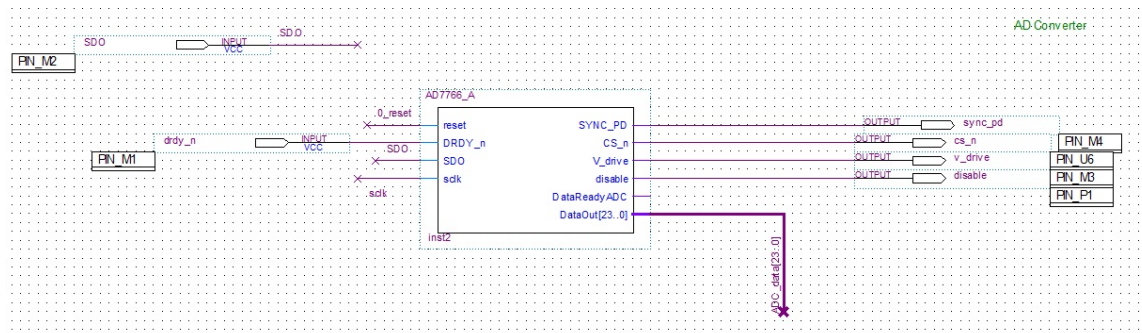 AD Converter
SDO
SDO INPUT VCC
PIN_M2
AD7766_A
0_reset
reset SYNC_PD OUTPUT sync_pd
drdy_n INPUT VCC DRDY_n CS_n OUTPUT cs_n PIN_M4
PIN_M1 SDO SDO V_drive OUTPUT v_drive PIN_U6
sclk sclk disable OUTPUT disable PIN_M3
DataReadyADC PIN_P1
DataOut[23..0]
inst2
ADC_data[23..0]